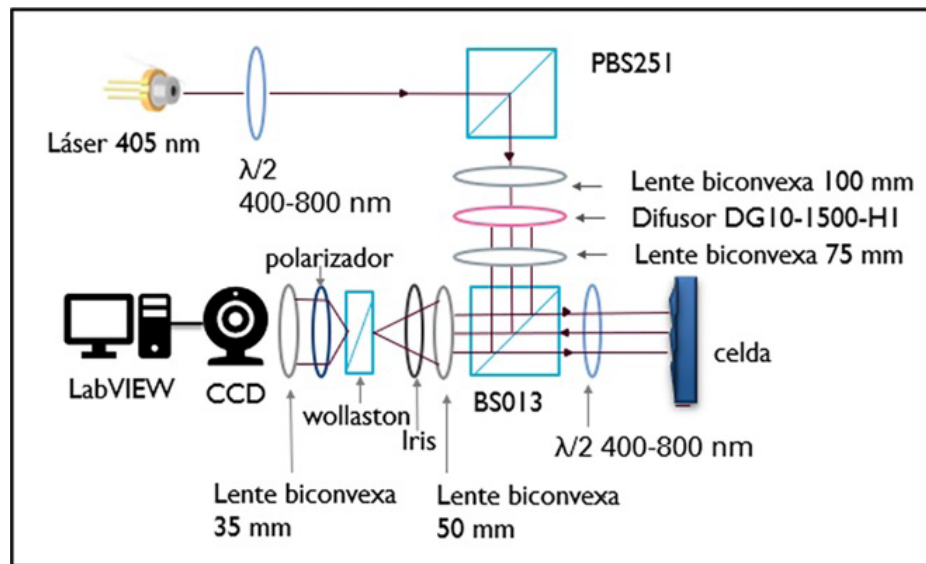 PBS251
Láser 405 nm
λ/2
400-800 nm
Lente biconvexa 100 mm
Difusor DG10-1500-H1
Lente biconvexa 75 mm
polarizador
celda
LabVIEW
CCD
wollaston
Iris
BS013
λ/2 400-800 nm
Lente biconvexa
35 mm
Lente biconvexa
50 mm